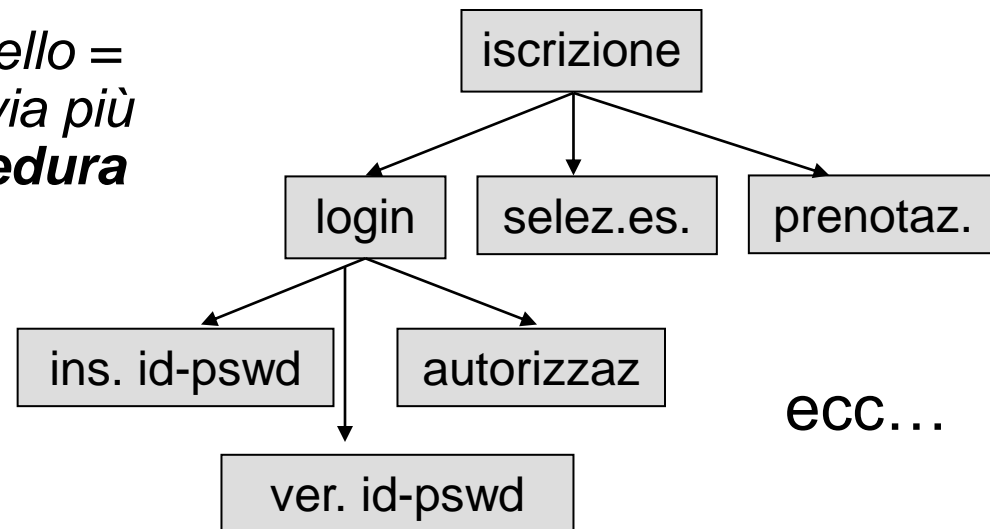 ello =
via più
edura
iscrizione
login
selez.es.
prenotaz.
ins. id-pswd
autorizzaz
ecc…
ver. id-pswd